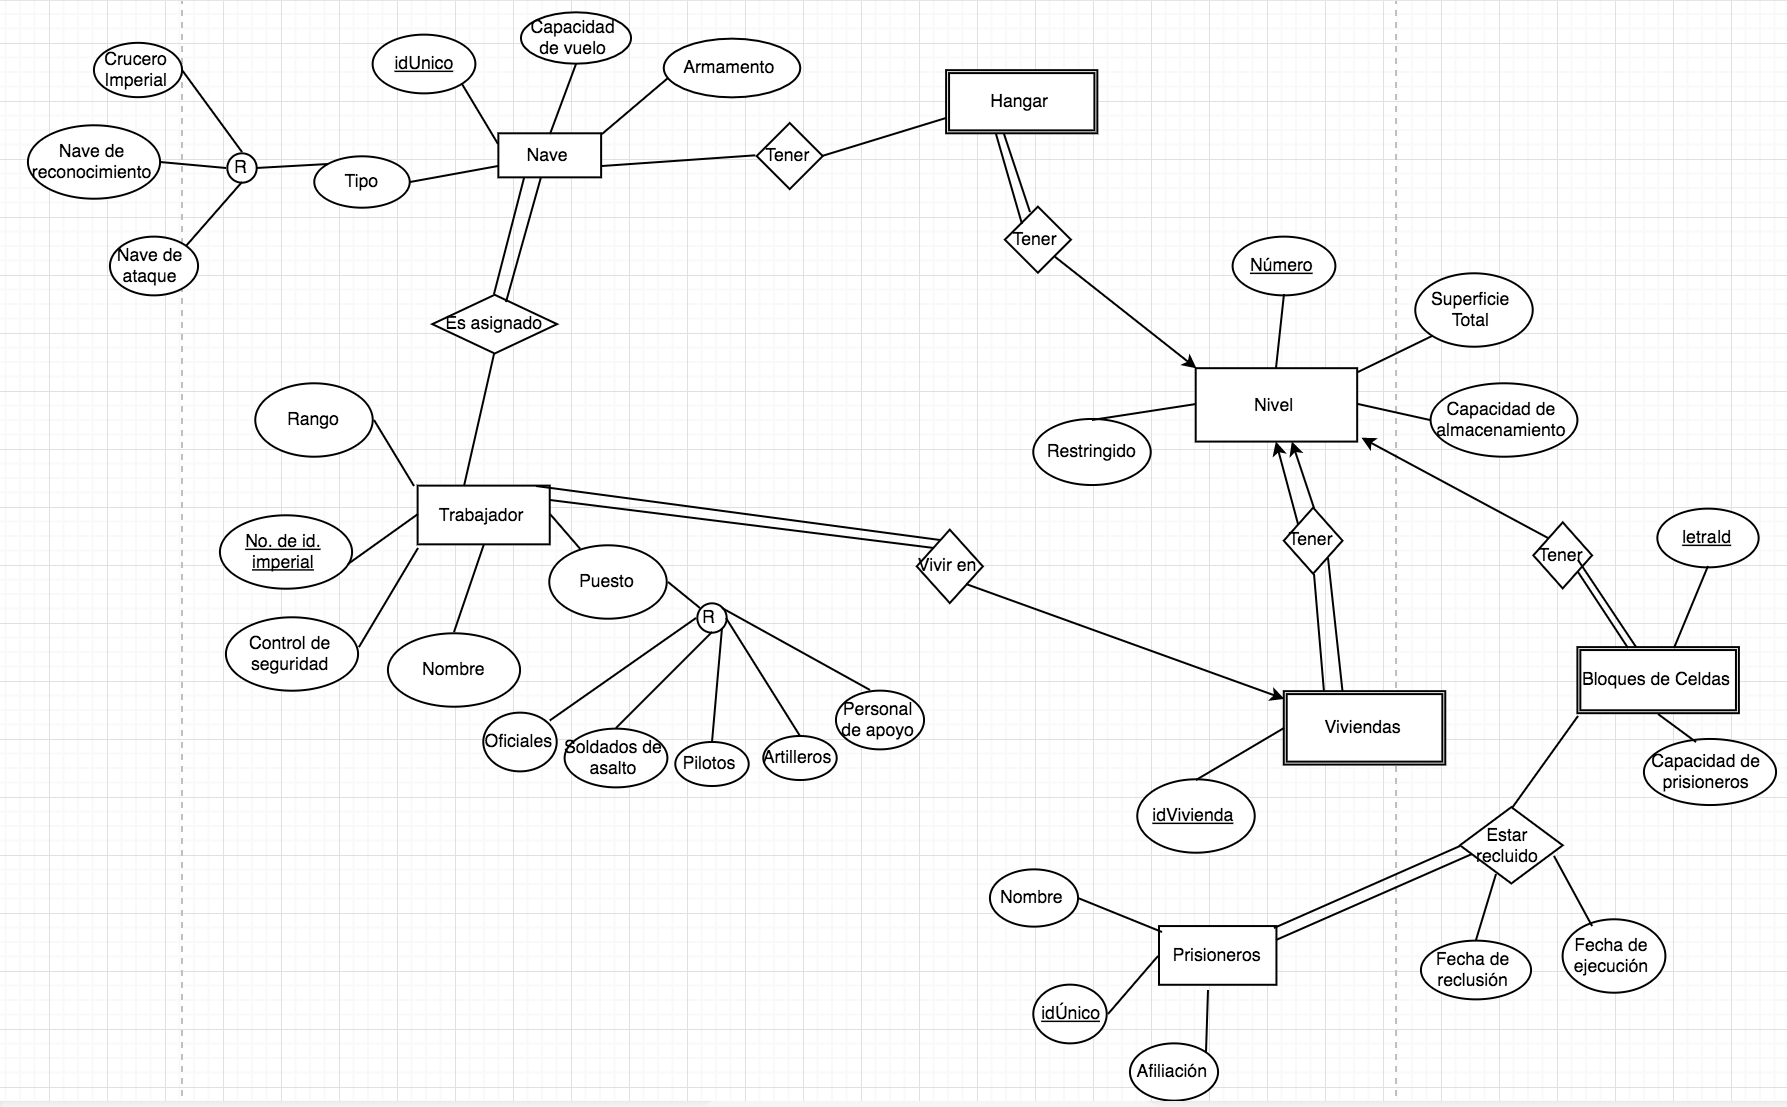 Crucero
Imperial
idUnico
Capacidad
de vuelo
Armamento
Hangar
Nave de
reconocimiento
R
Tipo
Nave
Tener
Nave de
ataque
Tener
Es asignado
Número
Superficie
Total
Rango
Nivel
Capacidad de
almacenamiento
Restringido
Trabajador
No. de id.
imperial
Puesto
Vivir en
Tener
Tener
letraId
Control de
seguridad
Nombre
R
Oficiales
Soldados de
asalto
Pilotos
Artilleros
Personal
de apoyo
Viviendas
Bloques de Celdas
Capacidad de
prisioneros
idVivienda
Estar
recluido
Nombre
Prisioneros
Fecha de
reclusión
Fecha de
ejecución
idÚnico
Afiliación